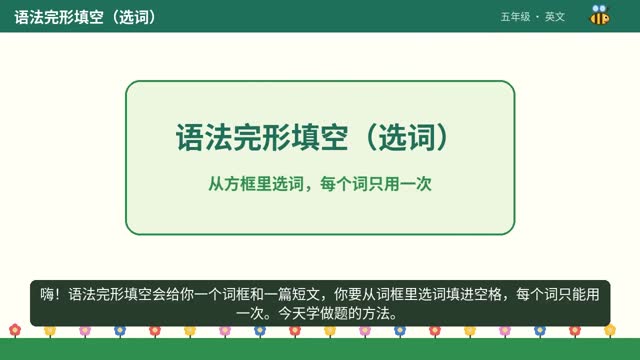 语法完形填空（选词）
五年级 · 英文
语法完形填空（选词）
从方框里选词，每个词只用一次
嗨！语法完形填空会给你一个词框和一篇短文，你要从词框里选词填进空格，每个词只能用
一次。今天学做题的方法。